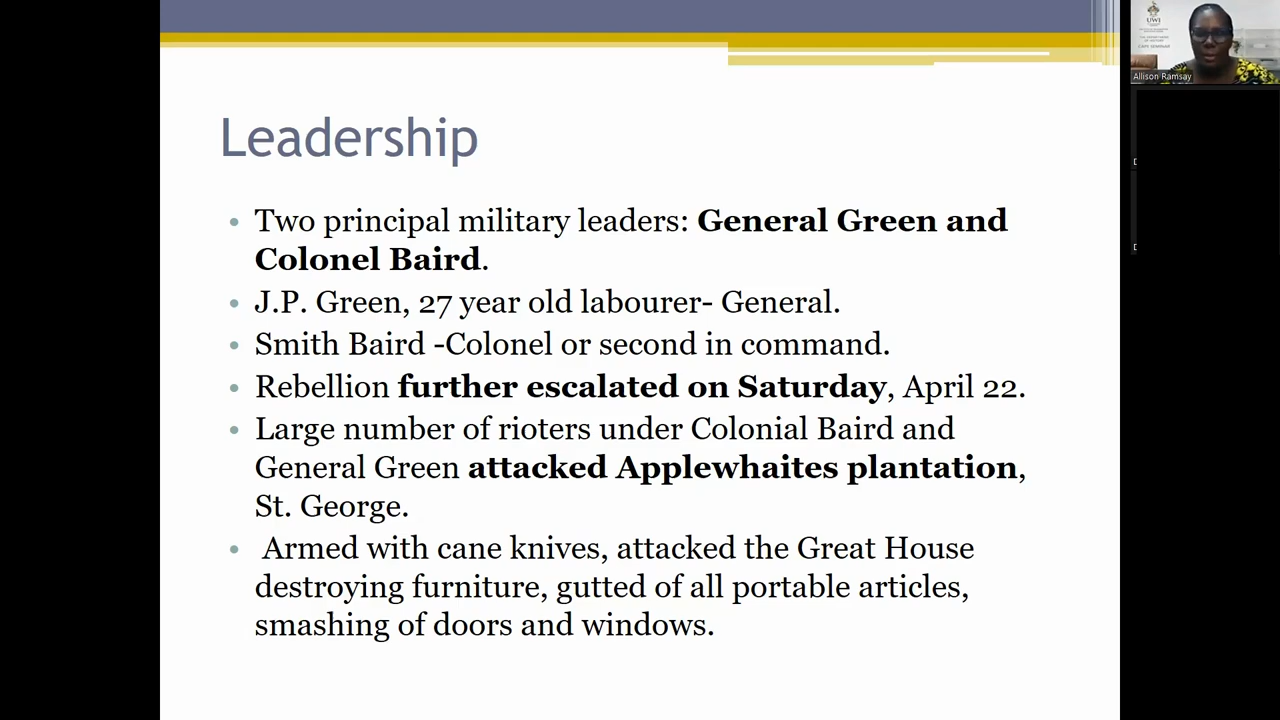 Leadership
• Two principal military leaders: General Green and
Colonel Baird.
• J.P. Green, 27 year old labourer- General.
• Smith Baird -Colonel or second in command.
• Rebellion further escalated on Saturday, April 22.
• Large number of rioters under Colonial Baird and
General Green attacked Applewhaites plantation,
St. George.
• Armed with cane knives, attacked the Great House
destroying furniture, gutted of all portable articles,
smashing of doors and windows.
UWI
Allison Ramsay